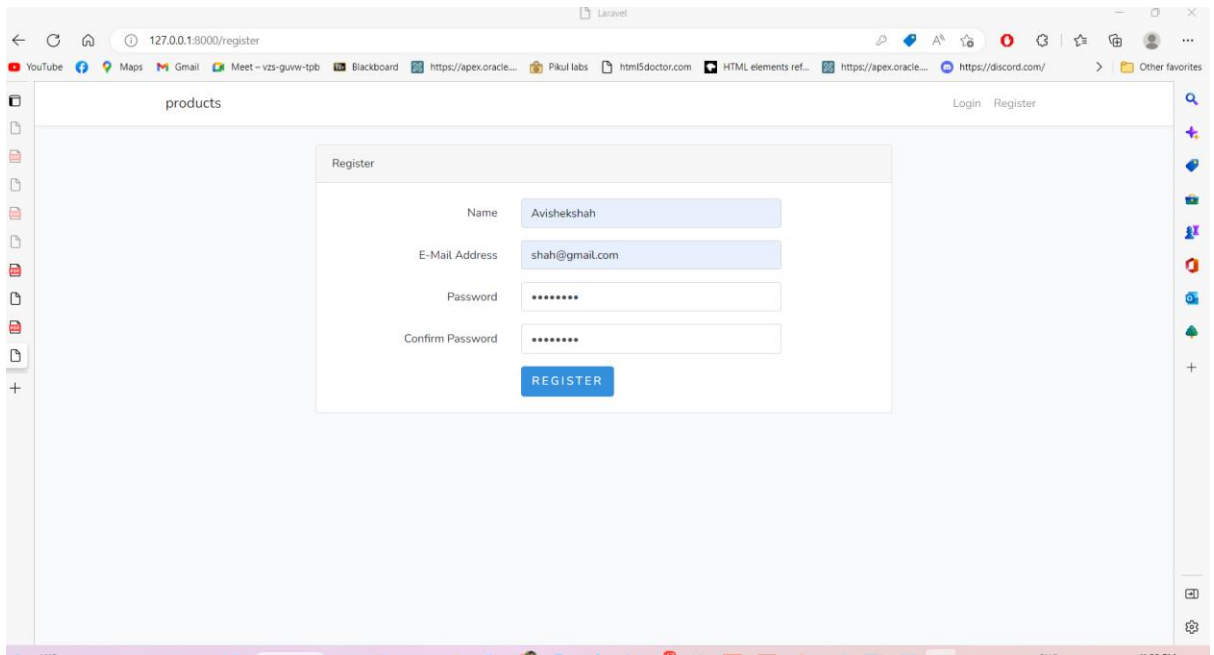 Laravel
127.0.0.1:8000/register
YouTube Maps Gmail Meet – vzs-guvw-tpb Blackboard https://apex.oracle.... Pikul labs html5doctor.com HTML elements ref... https://apex.oracle.... https://discord.com/ Other favorites
products Login Register
Register
Name Avishekshah
E-Mail Address shah@gmail.com
Password ••••••••
Confirm Password ••••••••
REGISTER